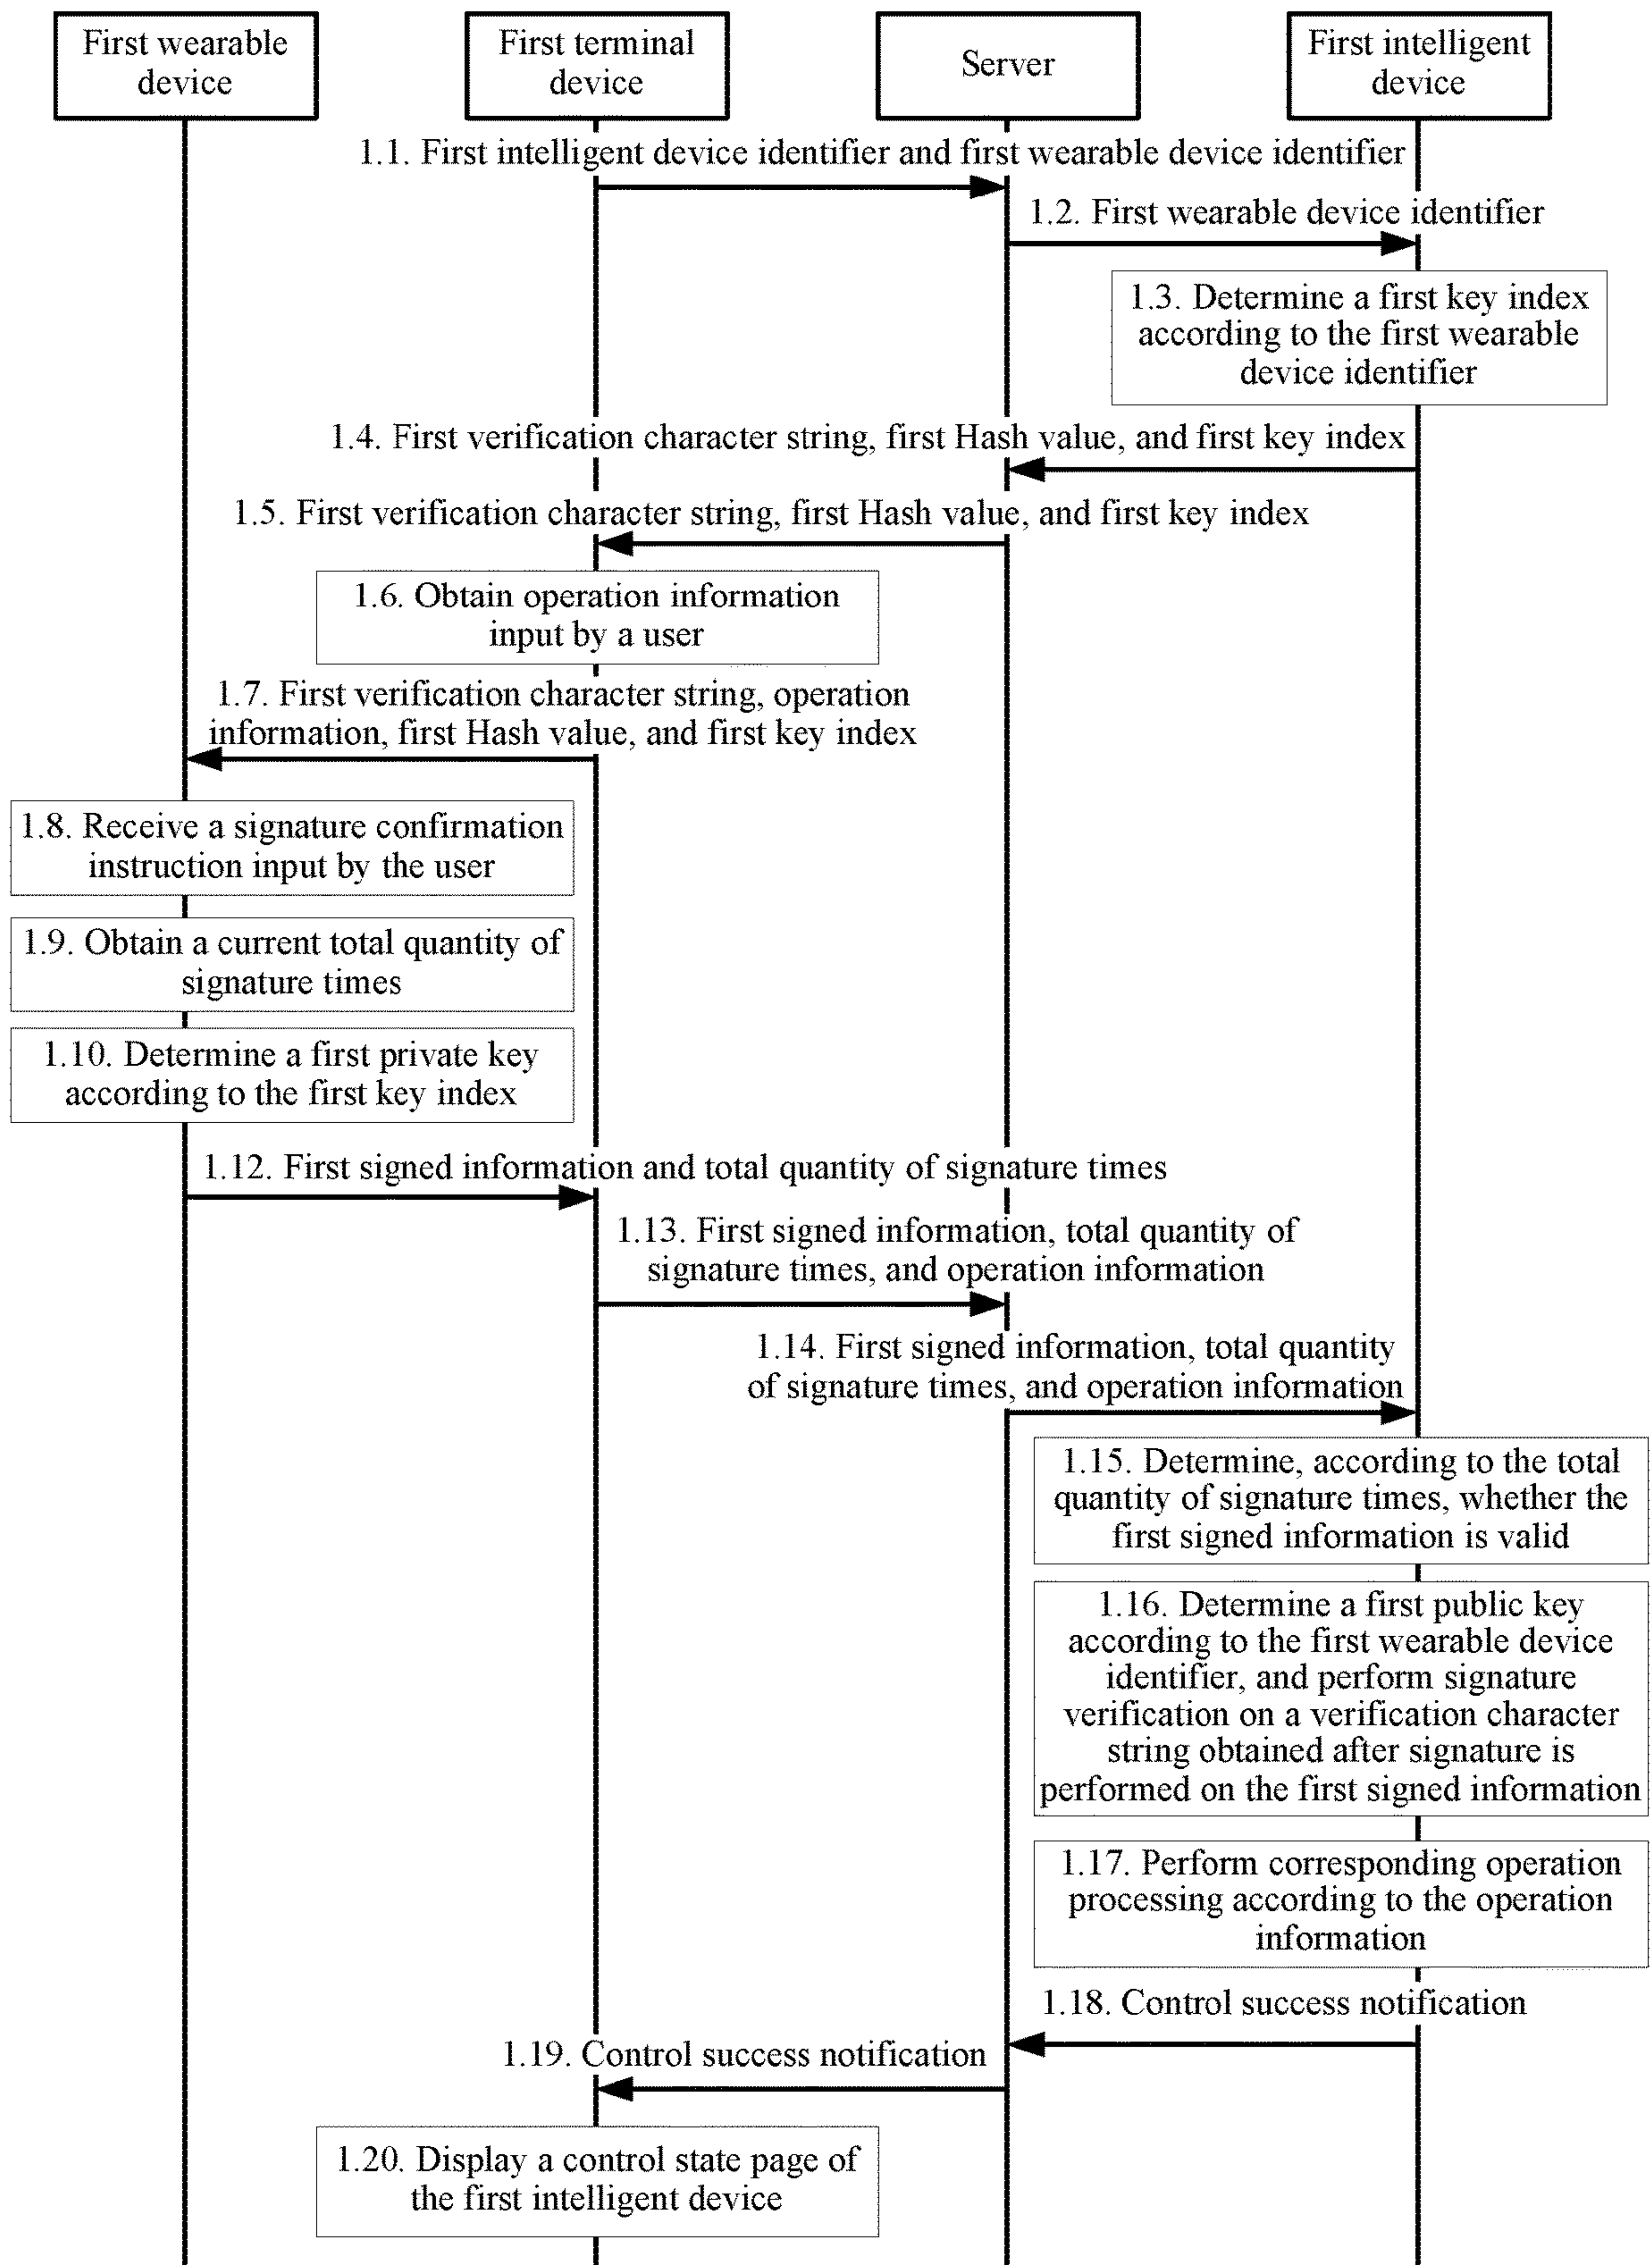 First wearable
device
First terminal
device
Server
First intelligent
device
1.1. First intelligent device identifier and first wearable device identifier
1.2. First wearable device identifier
1.3. Determine a first key index
according to the first wearable
device identifier
1.4. First verification character string, first Hash value, and first key index
1.5. First verification character string, first Hash value, and first key index
1.6. Obtain operation information
input by a user
1.7. First verification character string, operation
information, first Hash value, and first key index
1.8. Receive a signature confirmation
instruction input by the user
1.9. Obtain a current total quantity of
signature times
1.10. Determine a first private key
according to the first key index
1.12. First signed information and total quantity of signature times
1.13. First signed information, total quantity of
signature times, and operation information
1.14. First signed information, total quantity
of signature times, and operation information
1.15. Determine, according to the total
quantity of signature times, whether the
first signed information is valid
1.16. Determine a first public key
according to the first wearable device
identifier, and perform signature
verification on a verification character
string obtained after signature is
performed on the first signed information
1.17. Perform corresponding operation
processing according to the operation
information
1.18. Control success notification
1.19. Control success notification
1.20. Display a control state page of
the first intelligent device